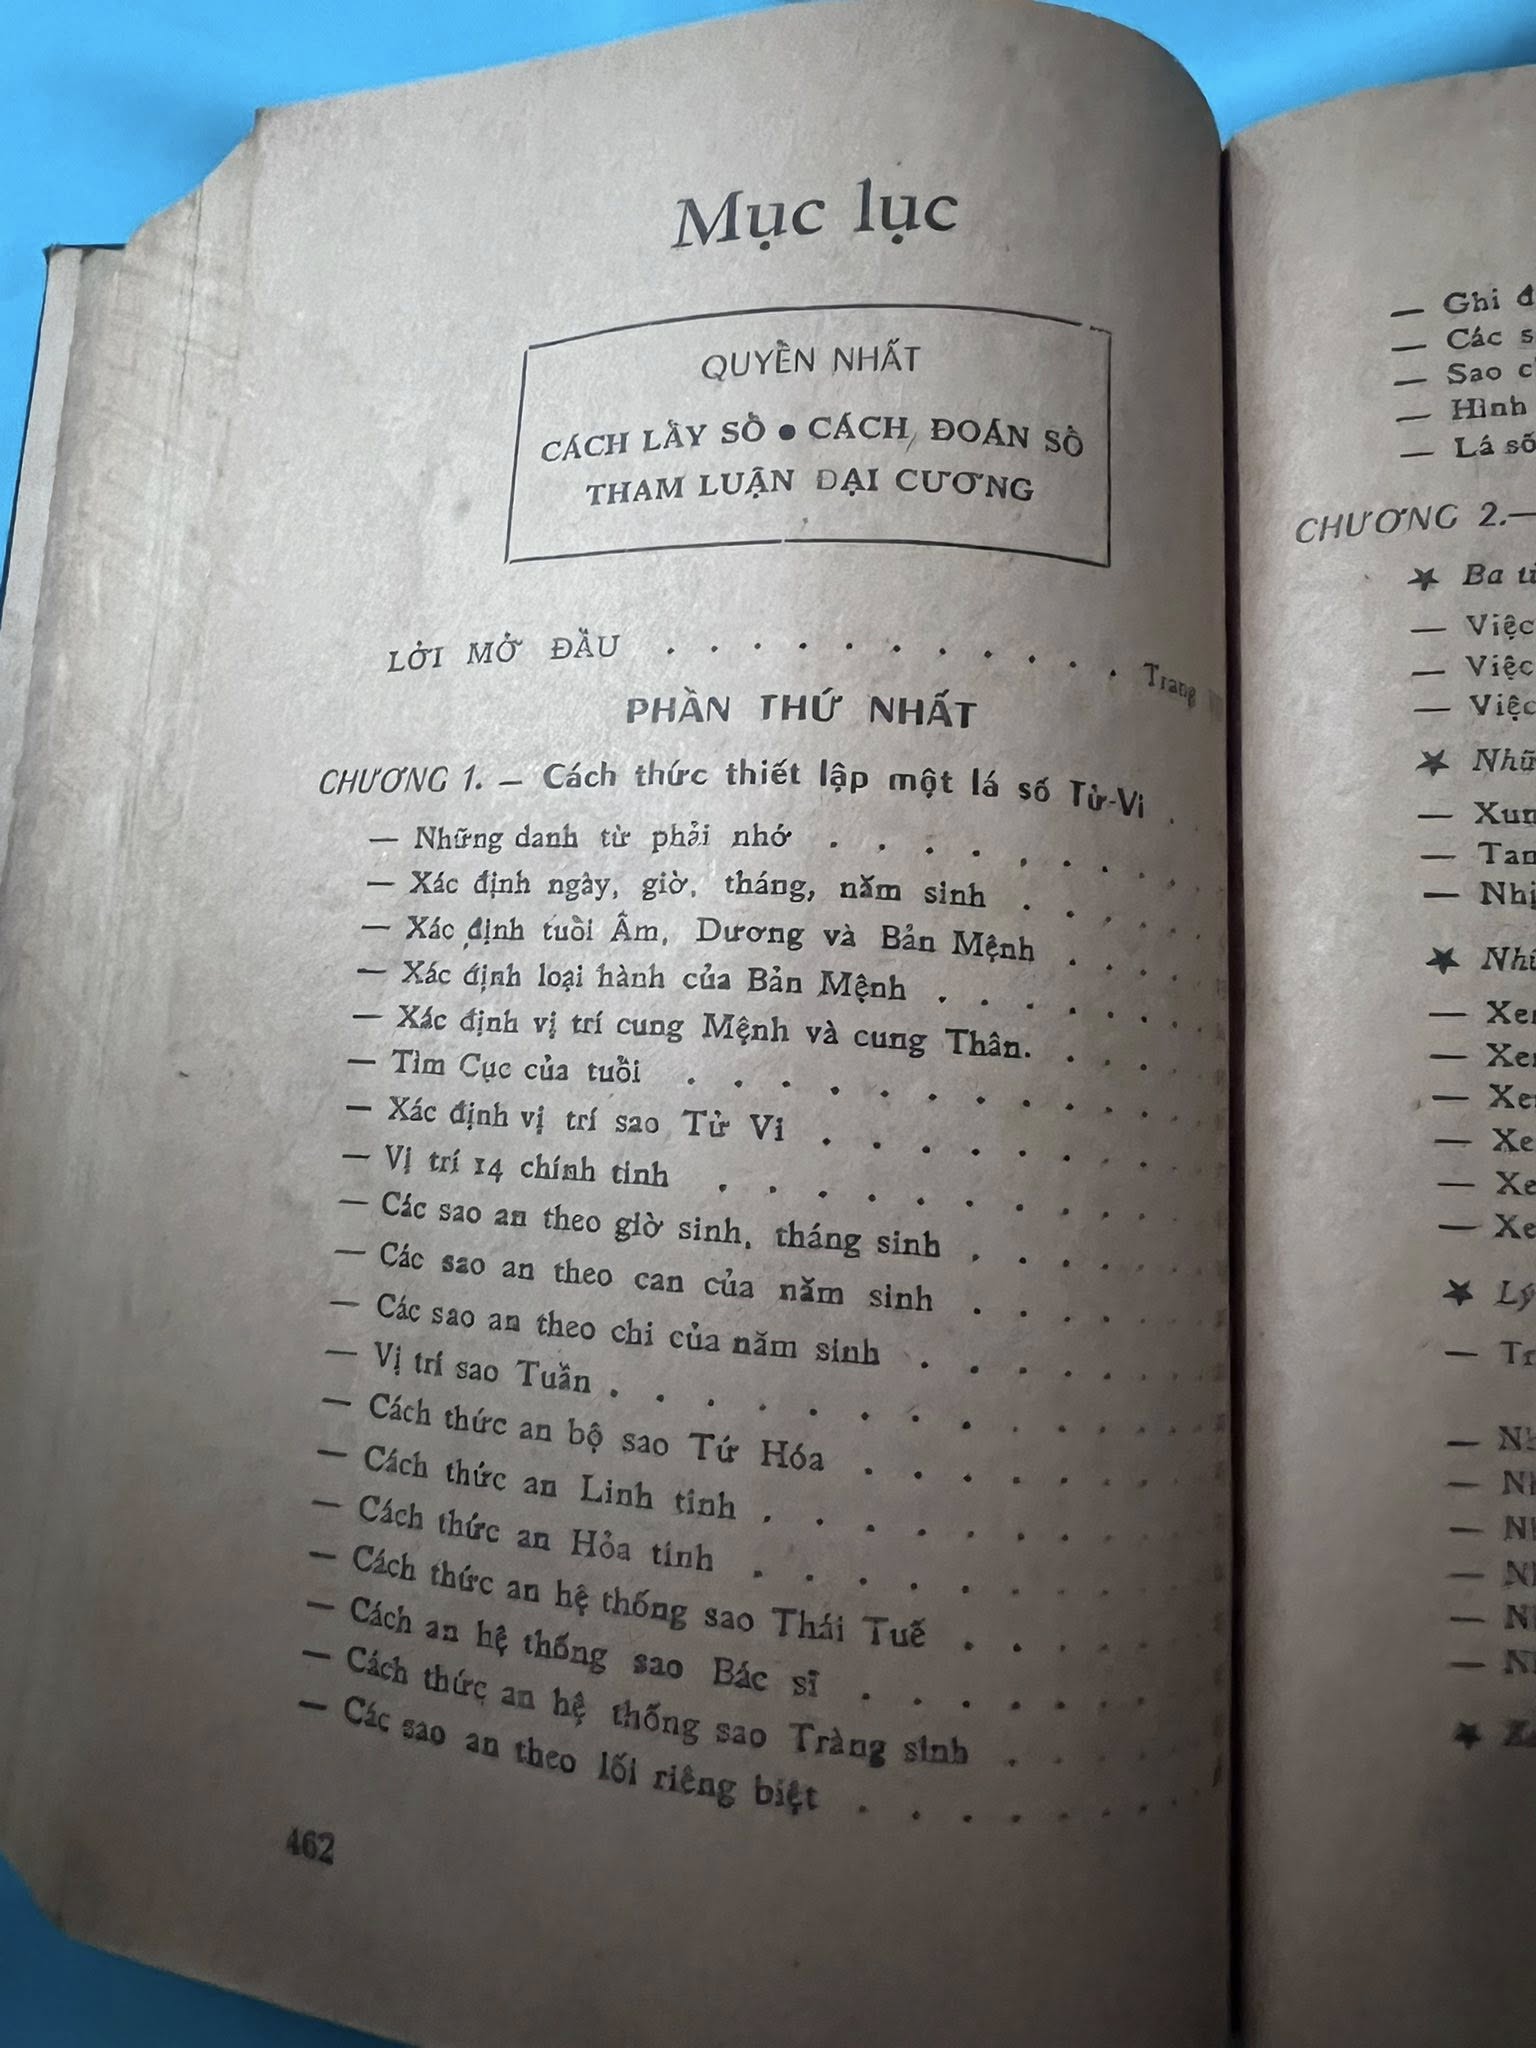 Mục lục
QUYỀN NHẤT
CÁCH LẤY SỐ • CÁCH ĐOÁN SỐ
THAM LUẬN ĐẠI CƯƠNG
LỜI MỞ ĐẦU . . . . . . . . . . . Trang
PHẦN THỨ NHẤT
CHƯƠNG 1. — Cách thức thiết lập một lá số Tử-Vi .
— Những danh từ phải nhớ . . . . . . . .
— Xác định ngày, giờ, tháng, năm sinh . . . .
— Xác định tuổi Âm, Dương và Bản Mệnh . . .
— Xác định loại hành của Bản Mệnh . . . . . .
— Xác định vị trí cung Mệnh và cung Thân. . . .
— Tìm Cục của tuổi . . . . . . . . . . .
— Xác định vị trí sao Tử Vi . . . . . . . .
— Vị trí 14 chính tinh . . . . . . . . . .
— Các sao an theo giờ sinh, tháng sinh . . . . .
— Các sao an theo can của năm sinh . . . . .
— Các sao an theo chi của năm sinh . . . . . .
— Vị trí sao Tuần . . . . . . . . . . . .
— Cách thức an bộ sao Tứ Hóa . . . . . . .
— Cách thức an Linh tinh . . . . . . . . .
— Cách thức an Hỏa tinh . . . . . . . . .
— Cách thức an hệ thống sao Thái Tuế . . . . .
— Cách an hệ thống sao Bác sĩ . . . . . . .
— Cách thức an hệ thống sao Tràng sinh . . . .
— Các sao an theo lối riêng biệt . . . . . . .
462
— Ghi
— Các
— Sao
— Hình
— Lá số
CHƯƠNG 2.—
★ Ba
— Việc
— Việc
— Việc
★
—
—
—
★
—
—
—
—
—
—
★ Lý
—
—
—
—
—
—
—
★